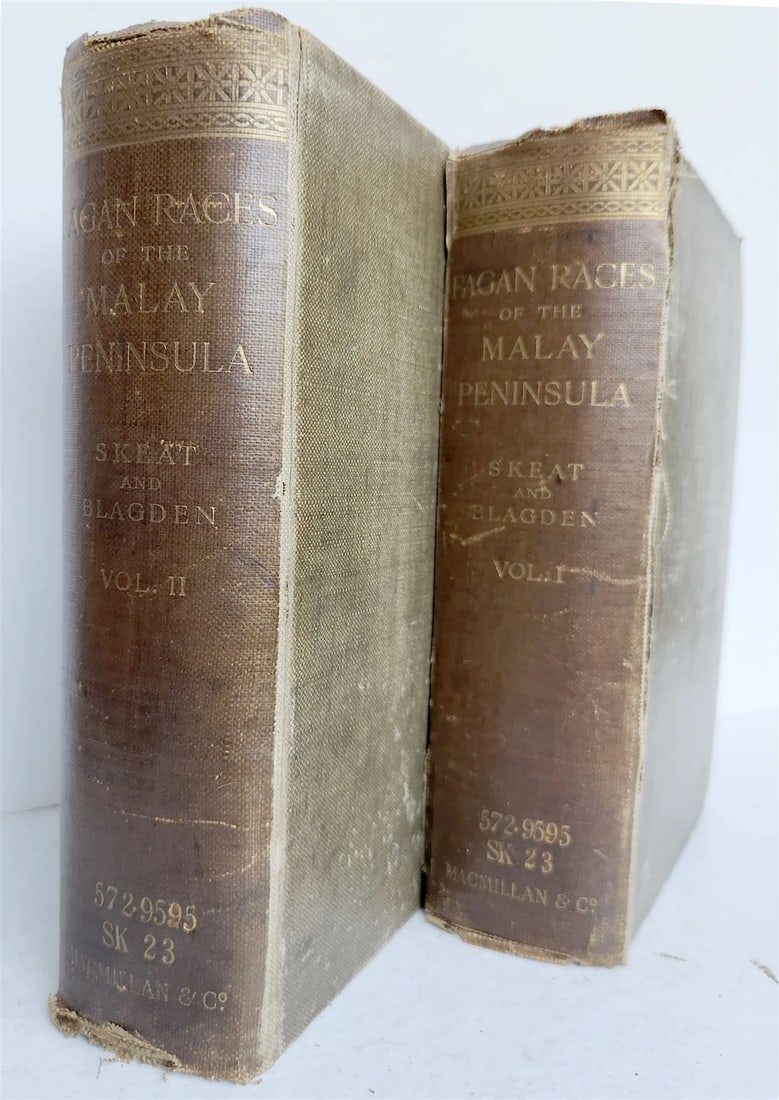 PAGAN RACES
OF THE
MALAY
PENINSULA
SKEAT
AND
BLAGDEN
VOL. II
572.9595
SK 23
MACMILLAN & Cº
PAGAN RACES
OF THE
MALAY
PENINSULA
SKEAT
AND
BLAGDEN
VOL. I
572.9595
SK 23
MACMILLAN & Cº